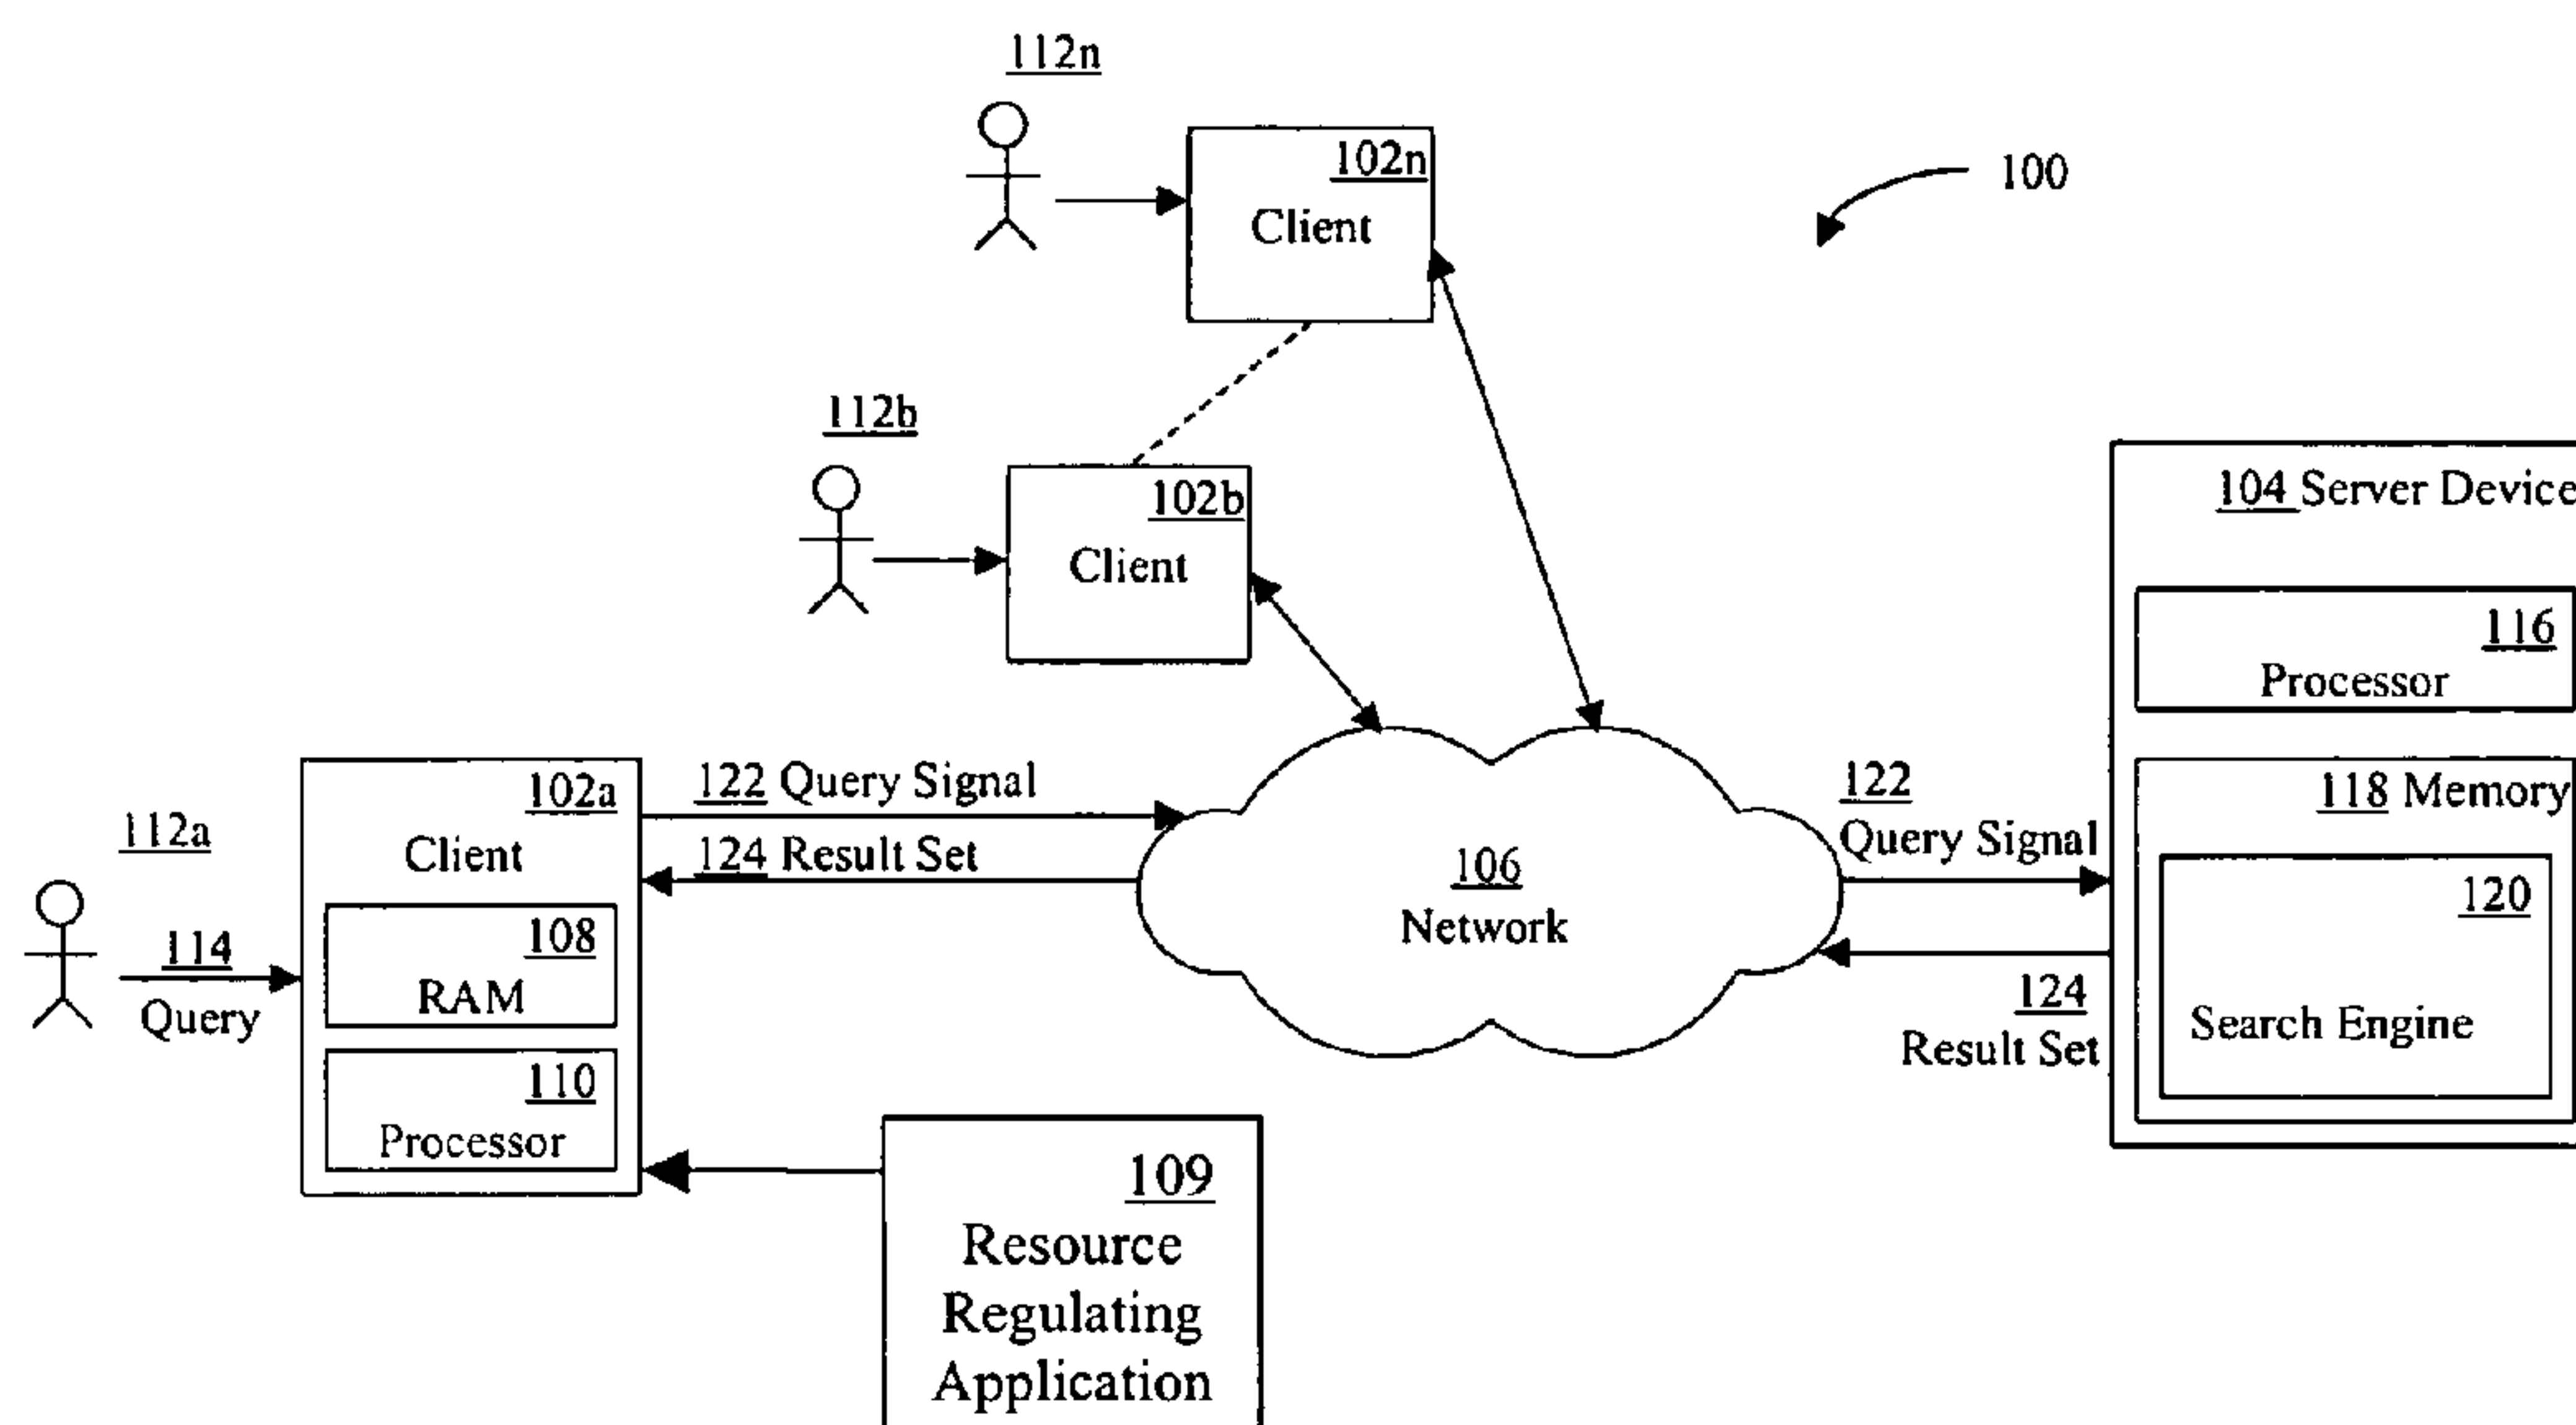 112n
102n
Client
100
112b
102b
Client
104 Server Device
116
Processor
118 Memory
120
Search Engine
112a
114
Query
102a
Client
108
RAM
110
Processor
122 Query Signal
124 Result Set
106
Network
122
Query Signal
124
Result Set
109
Resource
Regulating
Application